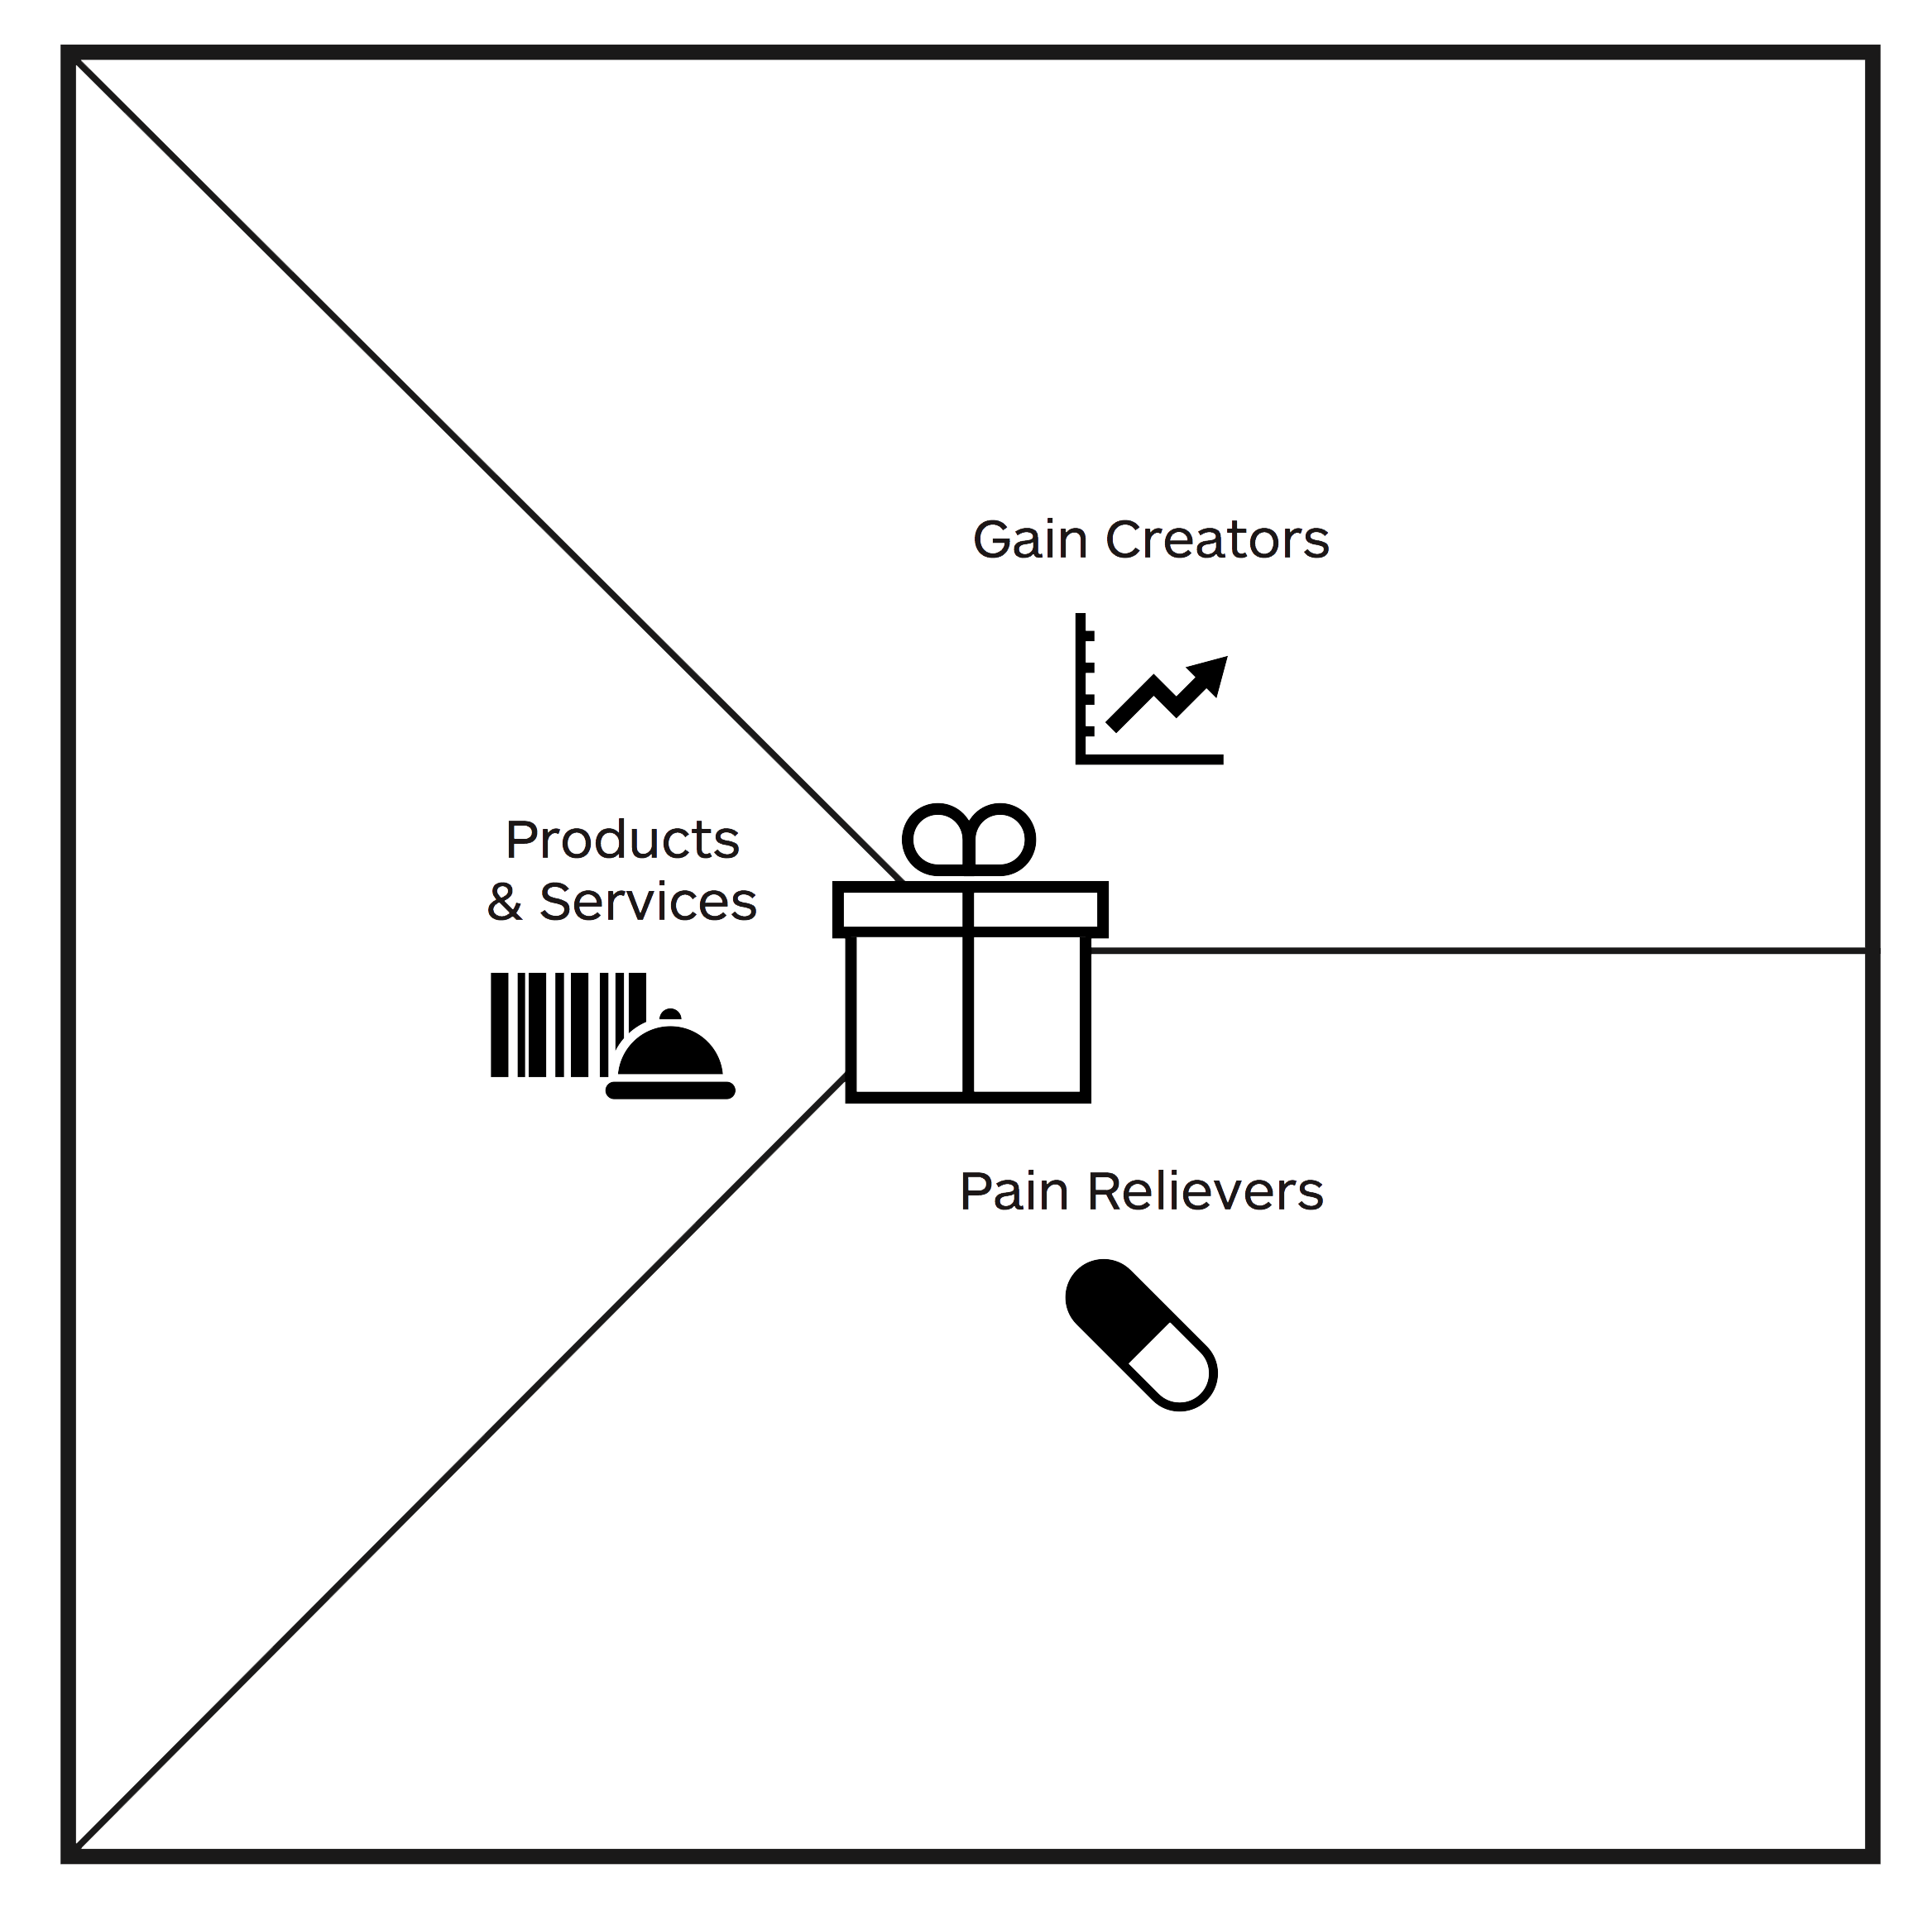 Gain Creators
Products
& Services
Pain Relievers